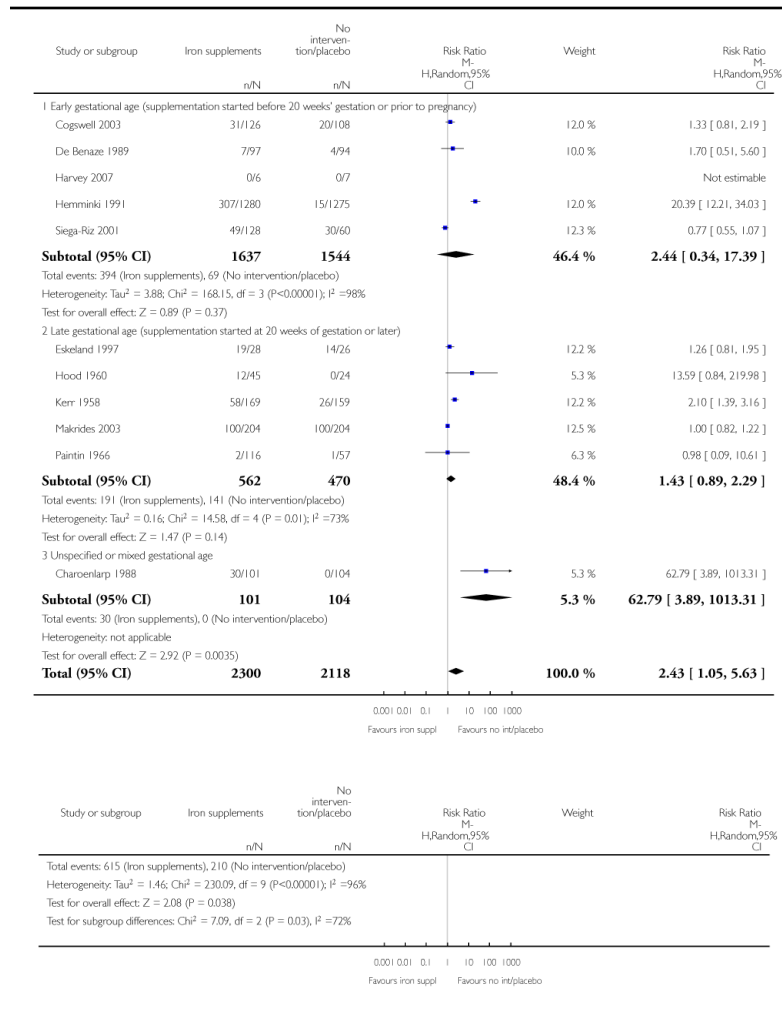 Study or subgroup Iron supplements No interven-tion/placebo Risk Ratio Weight Risk Ratio
n/N n/N M-H,Random,95% CI M-H,Random,95% CI
1 Early gestational age (supplementation started before 20 weeks' gestation or prior to pregnancy)
Cogswell 2003 31/126 20/108 12.0 % 1.33 [ 0.81, 2.19 ]
De Benaze 1989 7/97 4/94 10.0 % 1.70 [ 0.51, 5.60 ]
Harvey 2007 0/6 0/7 Not estimable
Hemminki 1991 307/1280 15/1275 12.0 % 20.39 [ 12.21, 34.03 ]
Siega-Riz 2001 49/128 30/60 12.3 % 0.77 [ 0.55, 1.07 ]
Subtotal (95% CI) 1637 1544 46.4 % 2.44 [ 0.34, 17.39 ]
Total events: 394 (Iron supplements), 69 (No intervention/placebo)
Heterogeneity: Tau² = 3.88; Chi² = 168.15, df = 3 (P<0.00001); I² =98%
Test for overall effect: Z = 0.89 (P = 0.37)
2 Late gestational age (supplementation started at 20 weeks of gestation or later)
Eskeland 1997 19/28 14/26 12.2 % 1.26 [ 0.81, 1.95 ]
Hood 1960 12/45 0/24 5.3 % 13.59 [ 0.84, 219.98 ]
Kerr 1958 58/169 26/159 12.2 % 2.10 [ 1.39, 3.16 ]
Makrides 2003 100/204 100/204 12.5 % 1.00 [ 0.82, 1.22 ]
Paintin 1966 2/116 1/57 6.3 % 0.98 [ 0.09, 10.61 ]
Subtotal (95% CI) 562 470 48.4 % 1.43 [ 0.89, 2.29 ]
Total events: 191 (Iron supplements), 141 (No intervention/placebo)
Heterogeneity: Tau² = 0.16; Chi² = 14.58, df = 4 (P = 0.01); I² =73%
Test for overall effect: Z = 1.47 (P = 0.14)
3 Unspecified or mixed gestational age
Charoenlarp 1988 30/101 0/104 5.3 % 62.79 [ 3.89, 1013.31 ]
Subtotal (95% CI) 101 104 5.3 % 62.79 [ 3.89, 1013.31 ]
Total events: 30 (Iron supplements), 0 (No intervention/placebo)
Heterogeneity: not applicable
Test for overall effect: Z = 2.92 (P = 0.0035)
Total (95% CI) 2300 2118 100.0 % 2.43 [ 1.05, 5.63 ]
0.001 0.01 0.1 1 10 100 1000
Favours iron suppl Favours no int/placebo
Study or subgroup Iron supplements No interven-tion/placebo Risk Ratio Weight Risk Ratio
n/N n/N M-H,Random,95% CI M-H,Random,95% CI
Total events: 615 (Iron supplements), 210 (No intervention/placebo)
Heterogeneity: Tau² = 1.46; Chi² = 230.09, df = 9 (P<0.00001); I² =96%
Test for overall effect: Z = 2.08 (P = 0.038)
Test for subgroup differences: Chi² = 7.09, df = 2 (P = 0.03), I² =72%
0.001 0.01 0.1 1 10 100 1000
Favours iron suppl Favours no int/placebo